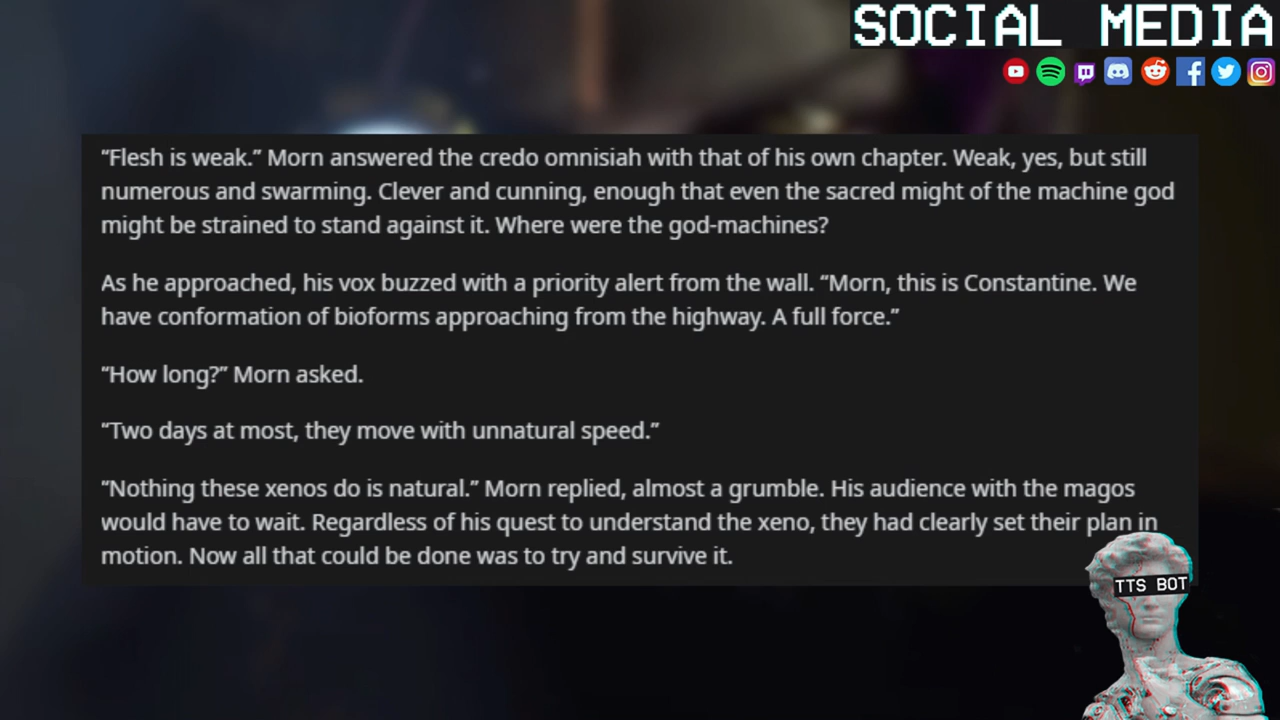 SOCIAL MEDIA
“Flesh is weak.” Morn answered the credo omnisiah with that of his own chapter. Weak, yes, but still
numerous and swarming. Clever and cunning, enough that even the sacred might of the machine god
might be strained to stand against it. Where were the god-machines?
As he approached, his vox buzzed with a priority alert from the wall. “Morn, this is Constantine. We
have conformation of bioforms approaching from the highway. A full force.”
“How long?” Morn asked.
“Two days at most, they move with unnatural speed.”
“Nothing these xenos do is natural.” Morn replied, almost a grumble. His audience with the magos
would have to wait. Regardless of his quest to understand the xeno, they had clearly set their plan in
motion. Now all that could be done was to try and survive it.
TTS BOT